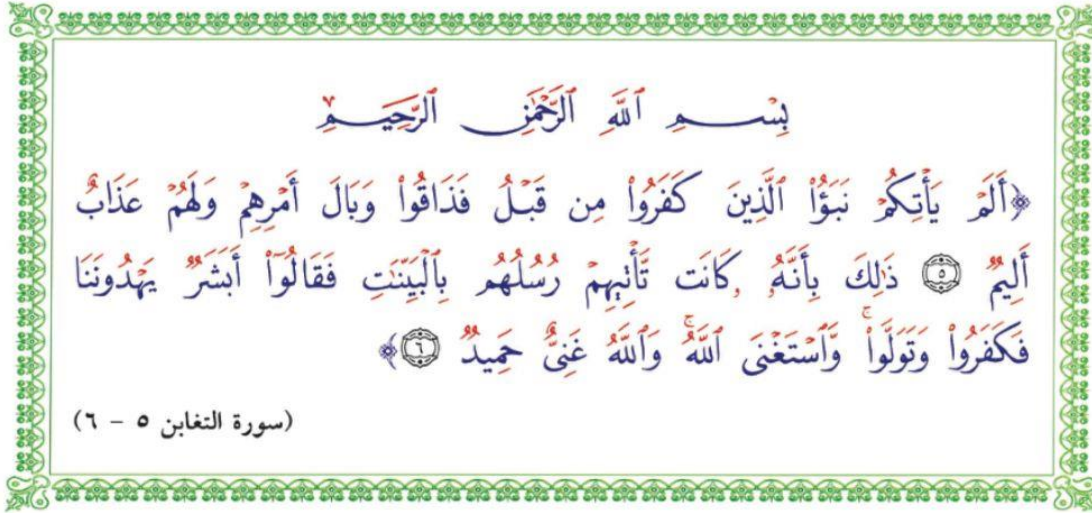 بِسْمِ ٱللَّهِ ٱلرَّحْمَٰنِ ٱلرَّحِيمِ
﴿أَلَمْ يَأْتِكُمْ نَبَؤُا۟ ٱلَّذِينَ كَفَرُوا۟ مِن قَبْلُ فَذَاقُوا۟ وَبَالَ أَمْرِهِمْ وَلَهُمْ عَذَابٌ
أَلِيمٌ ٥ ذَٰلِكَ بِأَنَّهُۥ كَانَت تَّأْتِيهِمْ رُسُلُهُم بِٱلْبَيِّنَٰتِ فَقَالُوٓا۟ أَبَشَرٌ يَهْدُونَنَا
فَكَفَرُوا۟ وَتَوَلَّوا۟ ۚ وَّٱسْتَغْنَى ٱللَّهُ ۚ وَٱللَّهُ غَنِىٌّ حَمِيدٌ ٦﴾
(سورة التغابن ٥ - ٦)